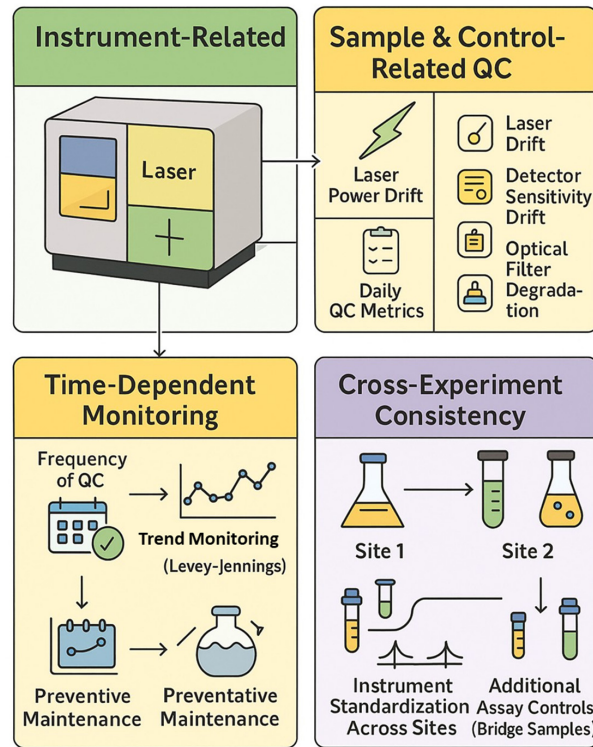 Instrument-Related
Laser
Sample & Control-
Related QC
Laser
Power Drift
Daily
QC Metrics
Laser
Drift
Detector
Sensitivity
Drift
Optical
Filter
Degrada-
tion
Time-Dependent
Monitoring
Frequency
of QC
Trend Monitoring
(Levey-Jennings)
Preventive
Maintenance
Preventative
Maintenance
Cross-Experiment
Consistency
Site 1
Site 2
Instrument
Standardization
Across Sites
Additional
Assay Controls
(Bridge Samples)